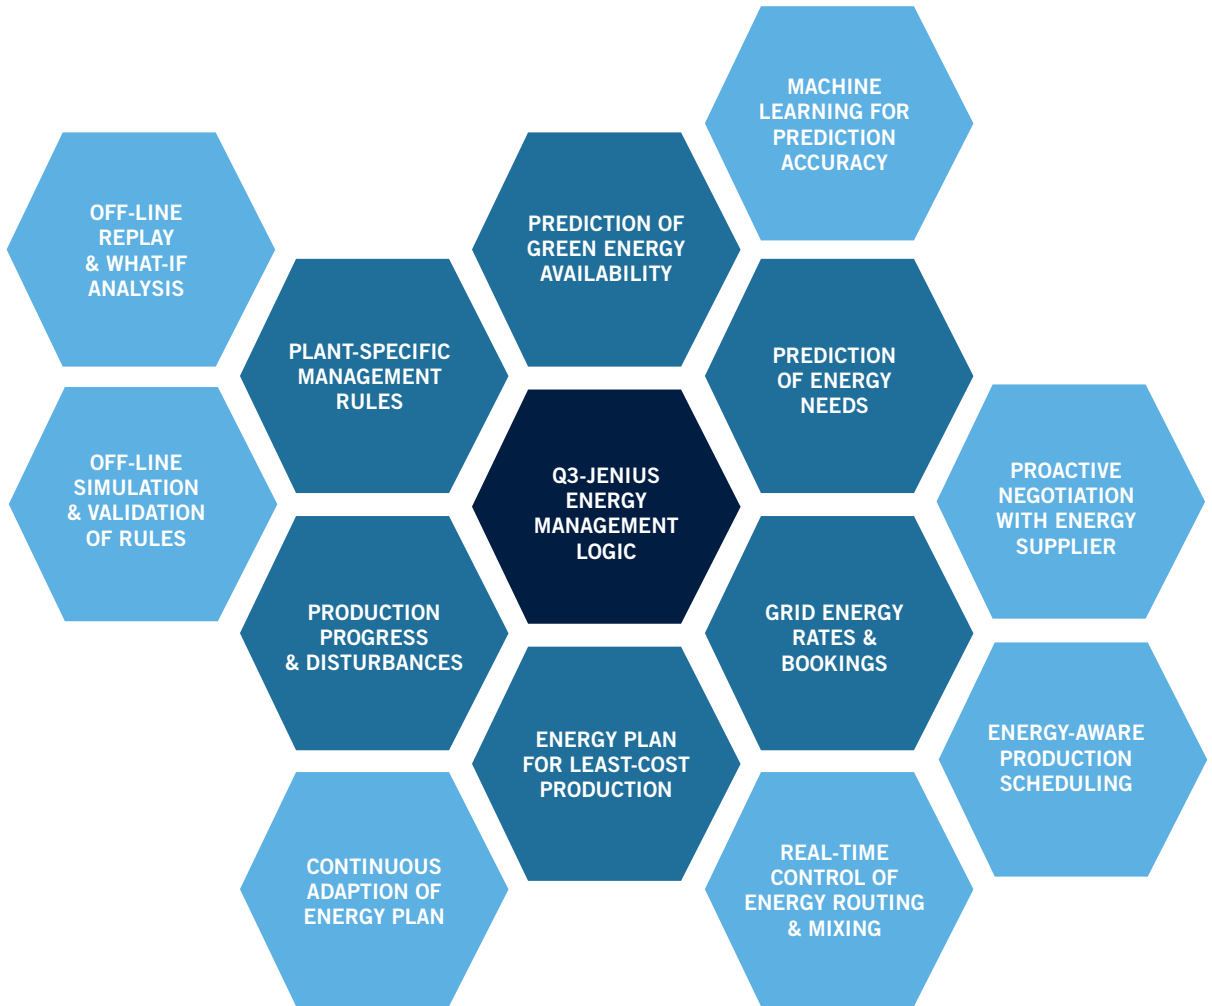 MACHINE
LEARNING FOR
PREDICTION
ACCURACY
OFF-LINE
REPLAY
& WHAT-IF
ANALYSIS
PREDICTION OF
GREEN ENERGY
AVAILABILITY
PLANT-SPECIFIC
MANAGEMENT
RULES
PREDICTION
OF ENERGY
NEEDS
OFF-LINE
SIMULATION
& VALIDATION
OF RULES
Q3-JENIUS
ENERGY
MANAGEMENT
LOGIC
PROACTIVE
NEGOTIATION
WITH ENERGY
SUPPLIER
PRODUCTION
PROGRESS
& DISTURBANCES
GRID ENERGY
RATES &
BOOKINGS
ENERGY PLAN
FOR LEAST-COST
PRODUCTION
ENERGY-AWARE
PRODUCTION
SCHEDULING
CONTINUOUS
ADAPTION OF
ENERGY PLAN
REAL-TIME
CONTROL OF
ENERGY ROUTING
& MIXING